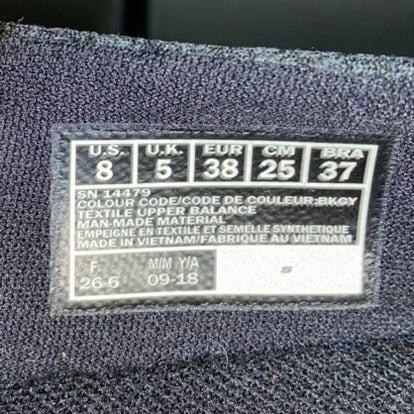 U.S. U.K. EUR CM BRA
8 5 38 25 37
SN 14479
COLOUR CODE/CODE DE COULEUR:BKGY
TEXTILE UPPER BALANCE
MAN-MADE MATERIAL
EMPEIGNE EN TEXTILE ET SEMELLE SYNTHETIQUE
MADE IN VIETNAM/FABRIQUE AU VIETNAM
F M/M Y/A
26-6 09-18
S